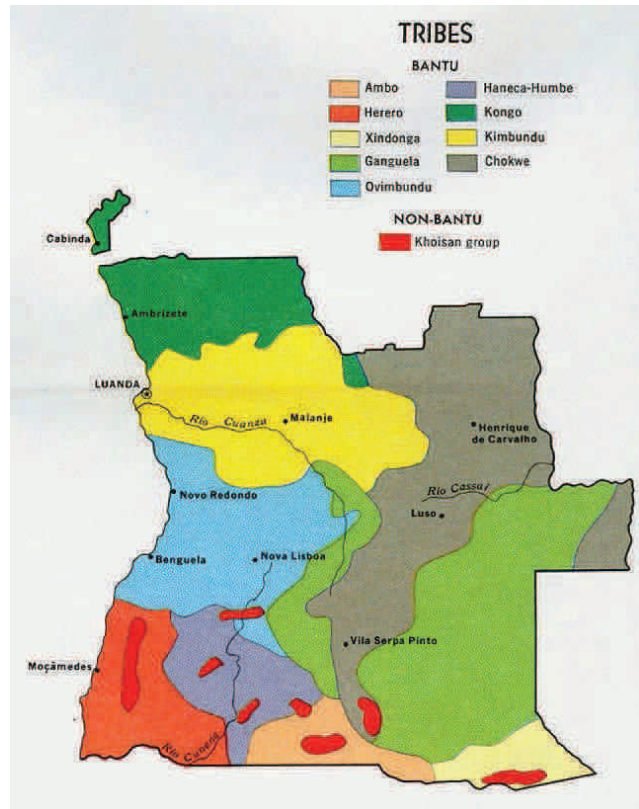 TRIBES
BANTU
Ambo
Haneca-Humbe
Herero
Kongo
Xindonga
Kimbundu
Ganguela
Chokwe
Ovimbundu
NON-BANTU
Khoisan group
Cabinda
Ambrizete
LUANDA
Rio Cuanza
Malanje
Henrique
de Carvalho
Rio Cassai
Novo Redondo
Luso
Benguela
Nova Lisboa
Vila Serpa Pinto
Moçâmedes
Rio Cunene